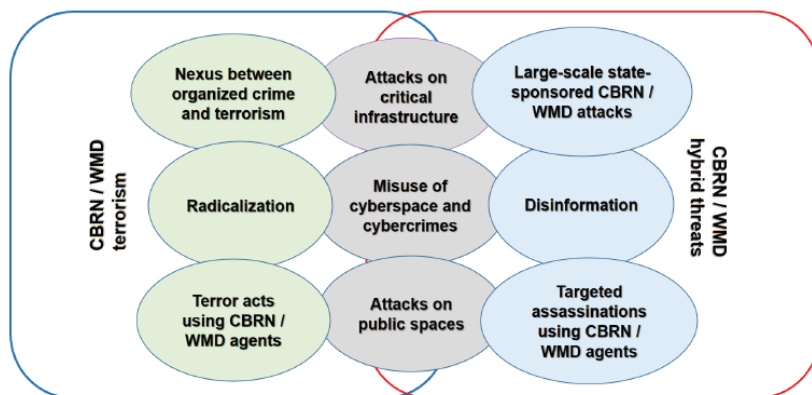 Nexus between
organized crime
and terrorism
Attacks on
critical
infrastructure
Large-scale state-
sponsored CBRN /
WMD attacks
CBRN / WMD
terrorism
Radicalization
Misuse of
cyberspace and
cybercrimes
Disinformation
CBRN / WMD
hybrid threats
Terror acts
using CBRN /
WMD agents
Attacks on
public spaces
Targeted
assassinations
using CBRN /
WMD agents